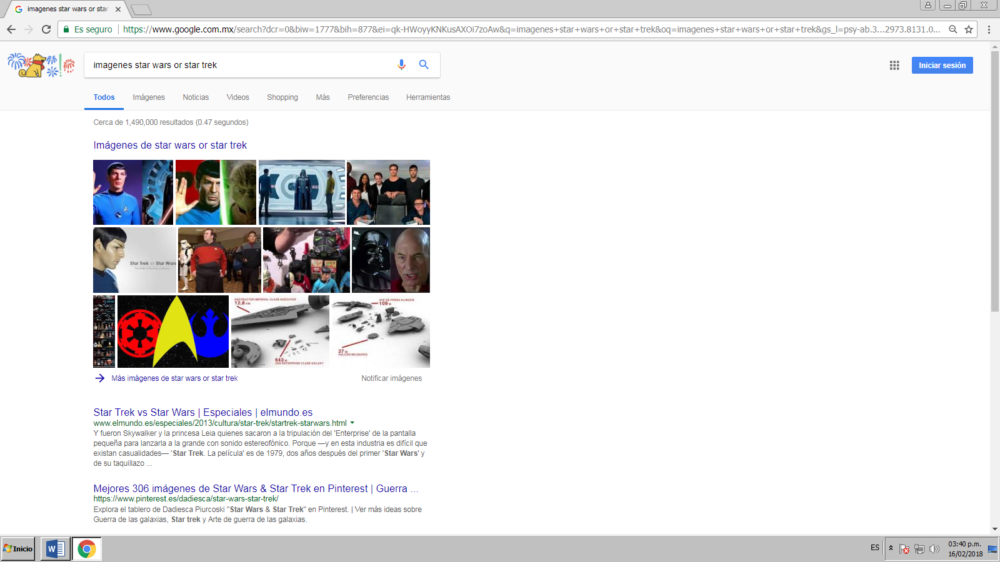 imagenes star wars or star
Es seguro
https://www.google.com.mx/search?dcr=0&biw=1777&bih=877&ei=qk-HWoyyKNKusAXOi7zoAw&q=imagenes+star+wars+or+star+trek&oq=imagenes+star+wars+or+star+trek&gs_l=psy-ab.3...2973.8131.0...
imagenes star wars or star trek
Iniciar sesión
Todos Imágenes Noticias Videos Shopping Más Preferencias Herramientas
Cerca de 1,490,000 resultados (0.47 segundos)
Imágenes de star wars or star trek
Star Trek vs Star Wars
DESTRUCTOR IMPERIAL CLASE EXECUTOR
12,8 KM
643 M
USS ENTERPRISE CLASE GALAXY
AVE DE PRESA KLINGON
109 M
27 M
HALCON MILENARIO
Más imágenes de star wars or star trek
Notificar imágenes
Star Trek vs Star Wars | Especiales | elmundo.es
www.elmundo.es/especiales/2013/cultura/star-trek/startrek-starwars.html
Y fueron Skywalker y la princesa Leia quienes sacaron a la tripulación del 'Enterprise' de la pantalla
pequeña para lanzarla a la grande con sonido estereofónico. Porque —y en esta industria es difícil que
existan casualidades— 'Star Trek. La película' es de 1979, dos años después del primer 'Star Wars' y
de su taquillazo ...
Mejores 306 imágenes de Star Wars & Star Trek en Pinterest | Guerra ...
https://www.pinterest.es/dadiesca/star-wars-star-trek/
Explora el tablero de Dadiesca Piurcoski "Star Wars & Star Trek" en Pinterest. | Ver más ideas sobre
Guerra de las galaxias, Star trek y Arte de guerra de las galaxias.
Inicio
ES
03:40 p.m.
16/02/2018